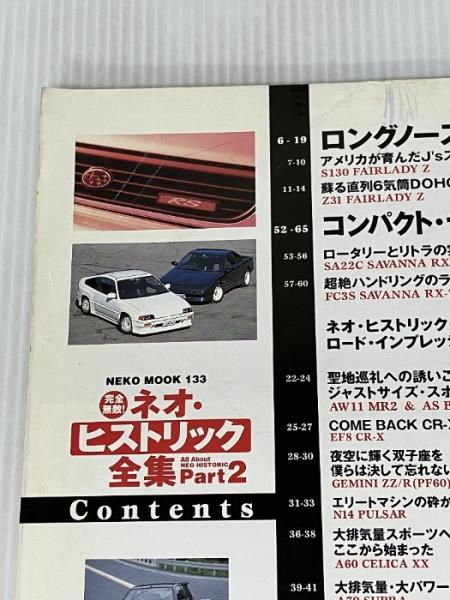 RS
NEKO MOOK 133
完全無敵!
ネオ・
ヒストリック
全集
All About
NEO HISTORIC
Part2
Contents
6-19
ロングノーズ
7-10
アメリカが育んだJ's
S130 FAIRLADY Z
11-14
蘇る直列6気筒DOHC
Z31 FAIRLADY Z
52-65
コンパクト・
53-56
ロータリーとリトラの
SA22C SAVANNA RX
57-60
超絶ハンドリングのラ
FC3S SAVANNA RX-
ネオ・ヒストリック
ロード・インプレッ
22-24
聖地巡礼への誘い
ジャストサイズ・スポ
AW11 MR2 & AE
25-27
COME BACK CR-X
EF8 CR-X
28-30
夜空に輝く双子座を
僕らは決して忘れない
GEMINI ZZ/R(PF60)
31-33
エリートマシンの砕か
N14 PULSAR
36-38
大排気量スポーツへ
ここから始まった
A60 CELICA XX
39-41
大排気量・大パワー
A70 SUPRA